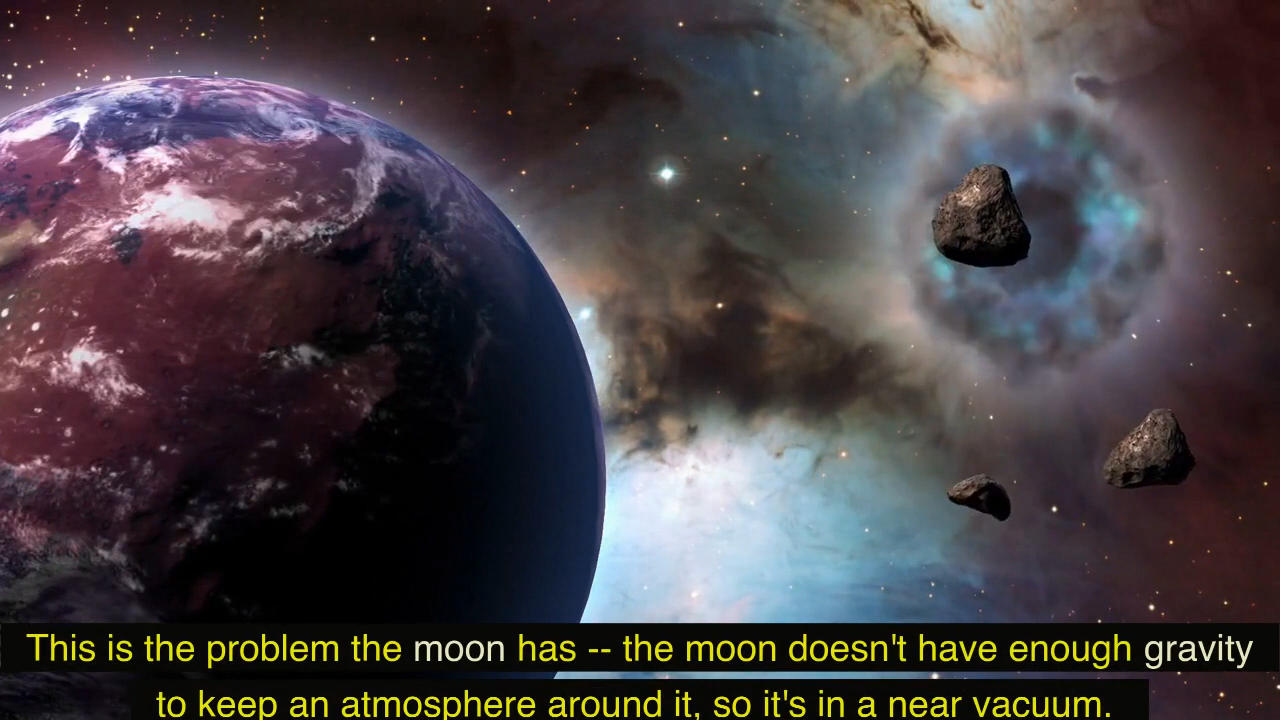 This is the problem the moon has -- the moon doesn't have enough gravity
to keep an atmosphere around it, so it's in a near vacuum.